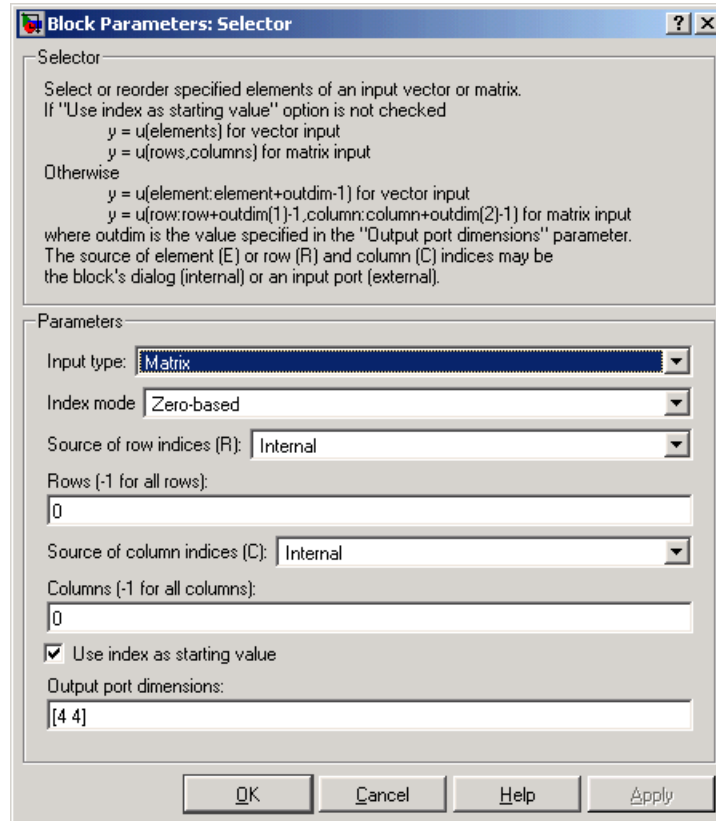 Block Parameters: Selector
Selector
Select or reorder specified elements of an input vector or matrix.
If "Use index as starting value" option is not checked
y = u(elements) for vector input
y = u(rows,columns) for matrix input
Otherwise
y = u(element:element+outdim-1) for vector input
y = u(row:row+outdim(1)-1,column:column+outdim(2)-1) for matrix input
where outdim is the value specified in the "Output port dimensions" parameter.
The source of element (E) or row (R) and column (C) indices may be
the block's dialog (internal) or an input port (external).
Parameters
Input type: Matrix
Index mode Zero-based
Source of row indices (R): Internal
Rows (-1 for all rows):
0
Source of column indices (C): Internal
Columns (-1 for all columns):
0
Use index as starting value
Output port dimensions:
[4 4]
OK Cancel Help Apply